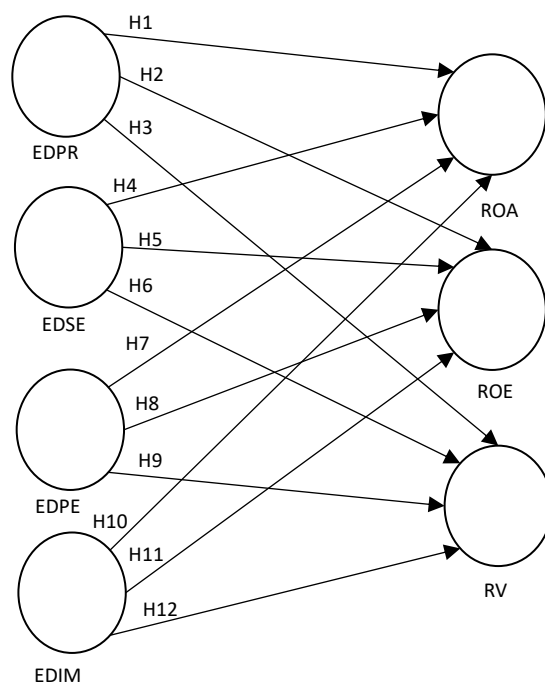 H1
H2
H3
EDPR
H4
ROA
H5
H6
EDSE
H7
ROE
H8
H9
EDPE
H10
H11
RV
H12
EDIM